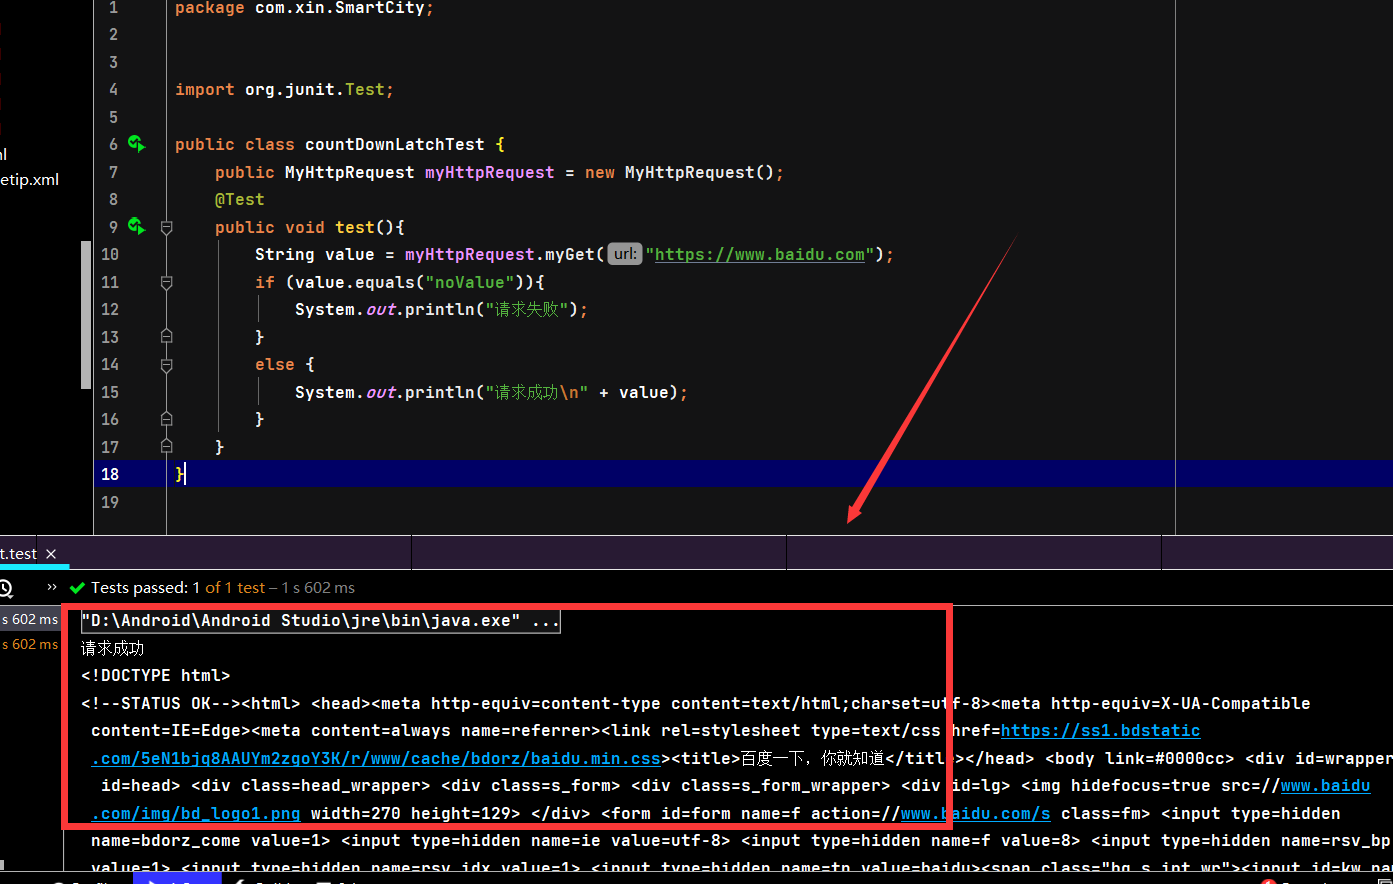 1 package com.xin.SmartCity;
2
3
4 import org.junit.Test;
5
6 public class countDownLatchTest {
7 public MyHttpRequest myHttpRequest = new MyHttpRequest();
8 @Test
9 public void test(){
10 String value = myHttpRequest.myGet( url: "https://www.baidu.com");
11 if (value.equals("noValue")){
12 System.out.println("请求失败");
13 }
14 else {
15 System.out.println("请求成功\n" + value);
16 }
17 }
18 }
19
etip.xml
t.test ×
» Tests passed: 1 of 1 test – 1 s 602 ms
s 602 ms
s 602 ms
"D:\Android\Android Studio\jre\bin\java.exe" ...
请求成功
<!DOCTYPE html>
<!--STATUS OK--><html> <head><meta http-equiv=content-type content=text/html;charset=utf-8><meta http-equiv=X-UA-Compatible
content=IE=Edge><meta content=always name=referrer><link rel=stylesheet type=text/css href=https://ss1.bdstatic
.com/5eN1bjq8AAUYm2zgoY3K/r/www/cache/bdorz/baidu.min.css><title>百度一下，你就知道</title></head> <body link=#0000cc> <div id=wrapper
id=head> <div class=head_wrapper> <div class=s_form> <div class=s_form_wrapper> <div id=lg> <img hidefocus=true src=//www.baidu
.com/img/bd_logo1.png width=270 height=129> </div> <form id=form name=f action=//www.baidu.com/s class=fm> <input type=hidden
name=bdorz_come value=1> <input type=hidden name=ie value=utf-8> <input type=hidden name=f value=8> <input type=hidden name=rsv_bp
value=1> <input type=hidden name=rsv_idx value=1> <input type=hidden name=tn value=baidu><span class="bg s_ipt_wr"><input id=kw